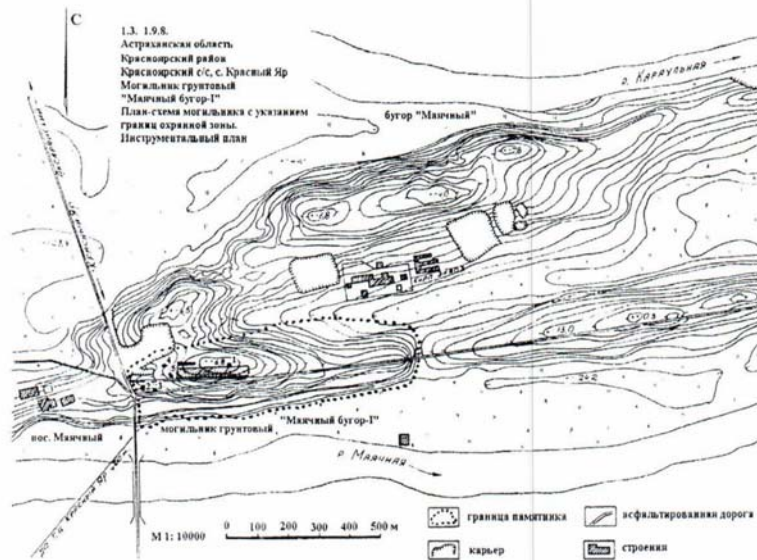 С
1.3. 1.9.8.
Астраханская область
Красноярский район
Красноярский с/с, с. Красный Яр
Могильник грунтовый
"Маячный бугор-I"
План-схема могильника с указанием
границ охранной зоны.
Инструментальный план
р. Караульная
бугор "Маячный"
"Маячный бугор-I"
могильник грунтовый
пос. Маячный
р. Маячная
М 1: 10000
0 100 200 300 400 500 м
граница памятника
асфальтированная дорога
карьер
строения